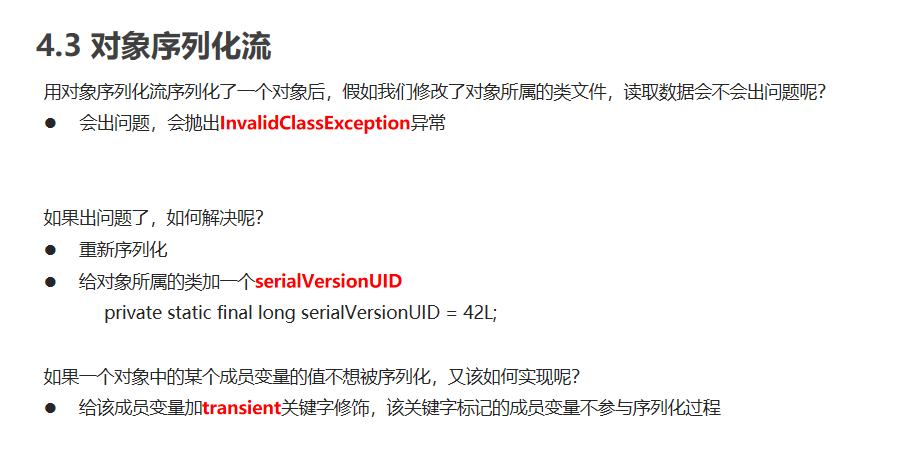 4.3 对象序列化流
用对象序列化流序列化了一个对象后，假如我们修改了对象所属的类文件，读取数据会不会出问题呢？
● 会出问题，会抛出InvalidClassException异常
如果出问题了，如何解决呢？
● 重新序列化
● 给对象所属的类加一个serialVersionUID
private static final long serialVersionUID = 42L;
如果一个对象中的某个成员变量的值不想被序列化，又该如何实现呢？
● 给该成员变量加transient关键字修饰，该关键字标记的成员变量不参与序列化过程